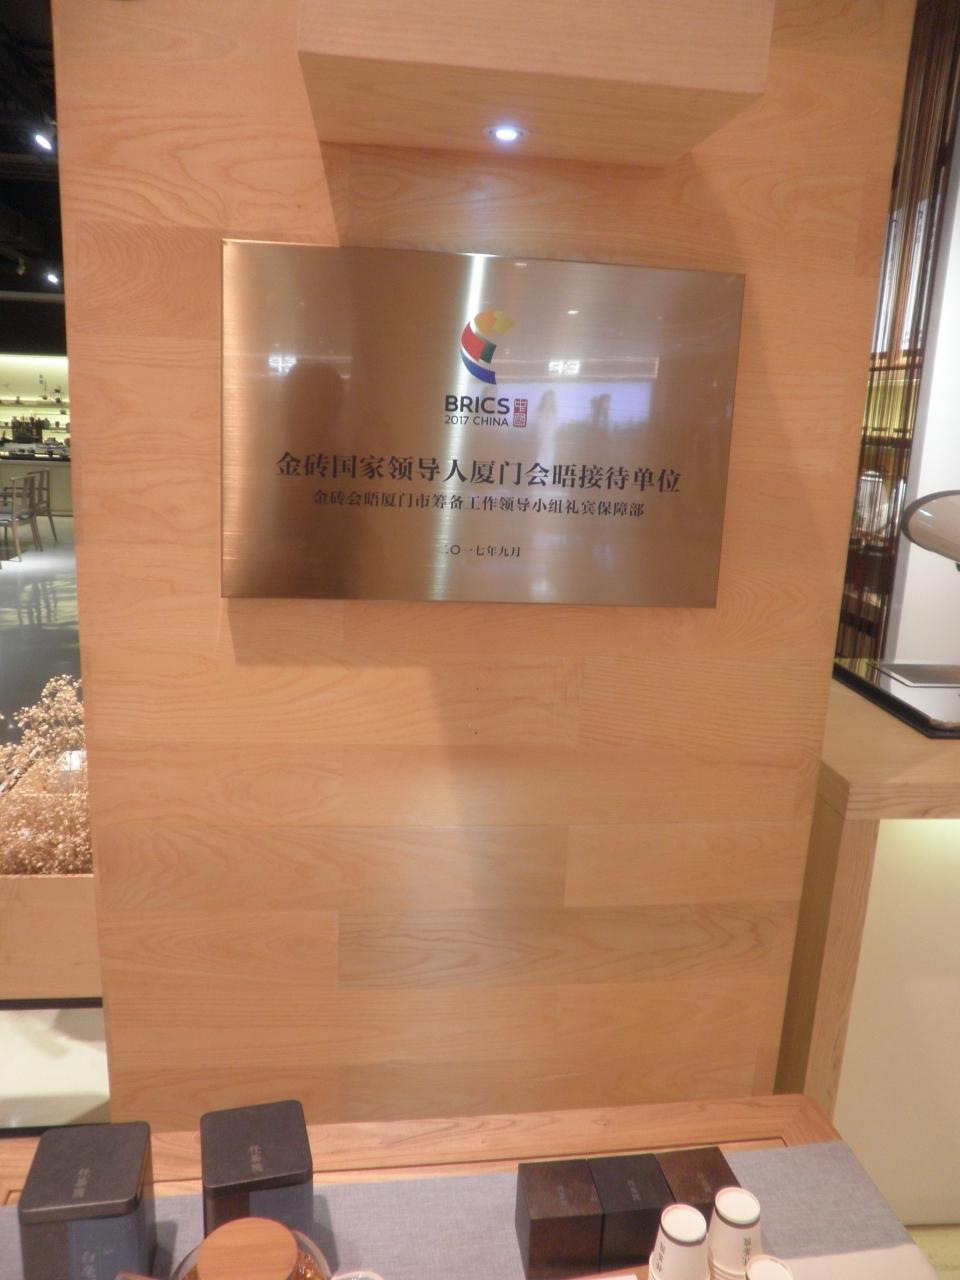 BRICS
2017 CHINA
中国
金砖国家领导人厦门会晤接待单位
金砖会晤厦门市筹备工作领导小组礼宾保障部
二〇一七年九月